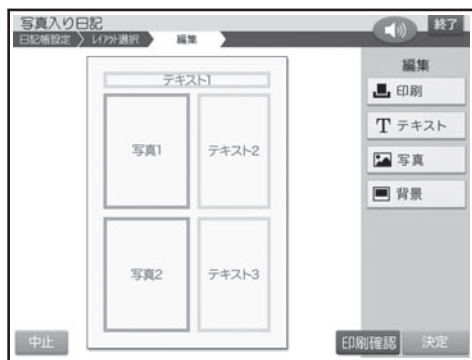 写真入り日記
終了
日記帳設定 レイアウト選択 編集
編集
印刷
テキスト
写真
背景
テキスト1
写真1 テキスト2
写真2 テキスト3
中止
印刷確認 決定